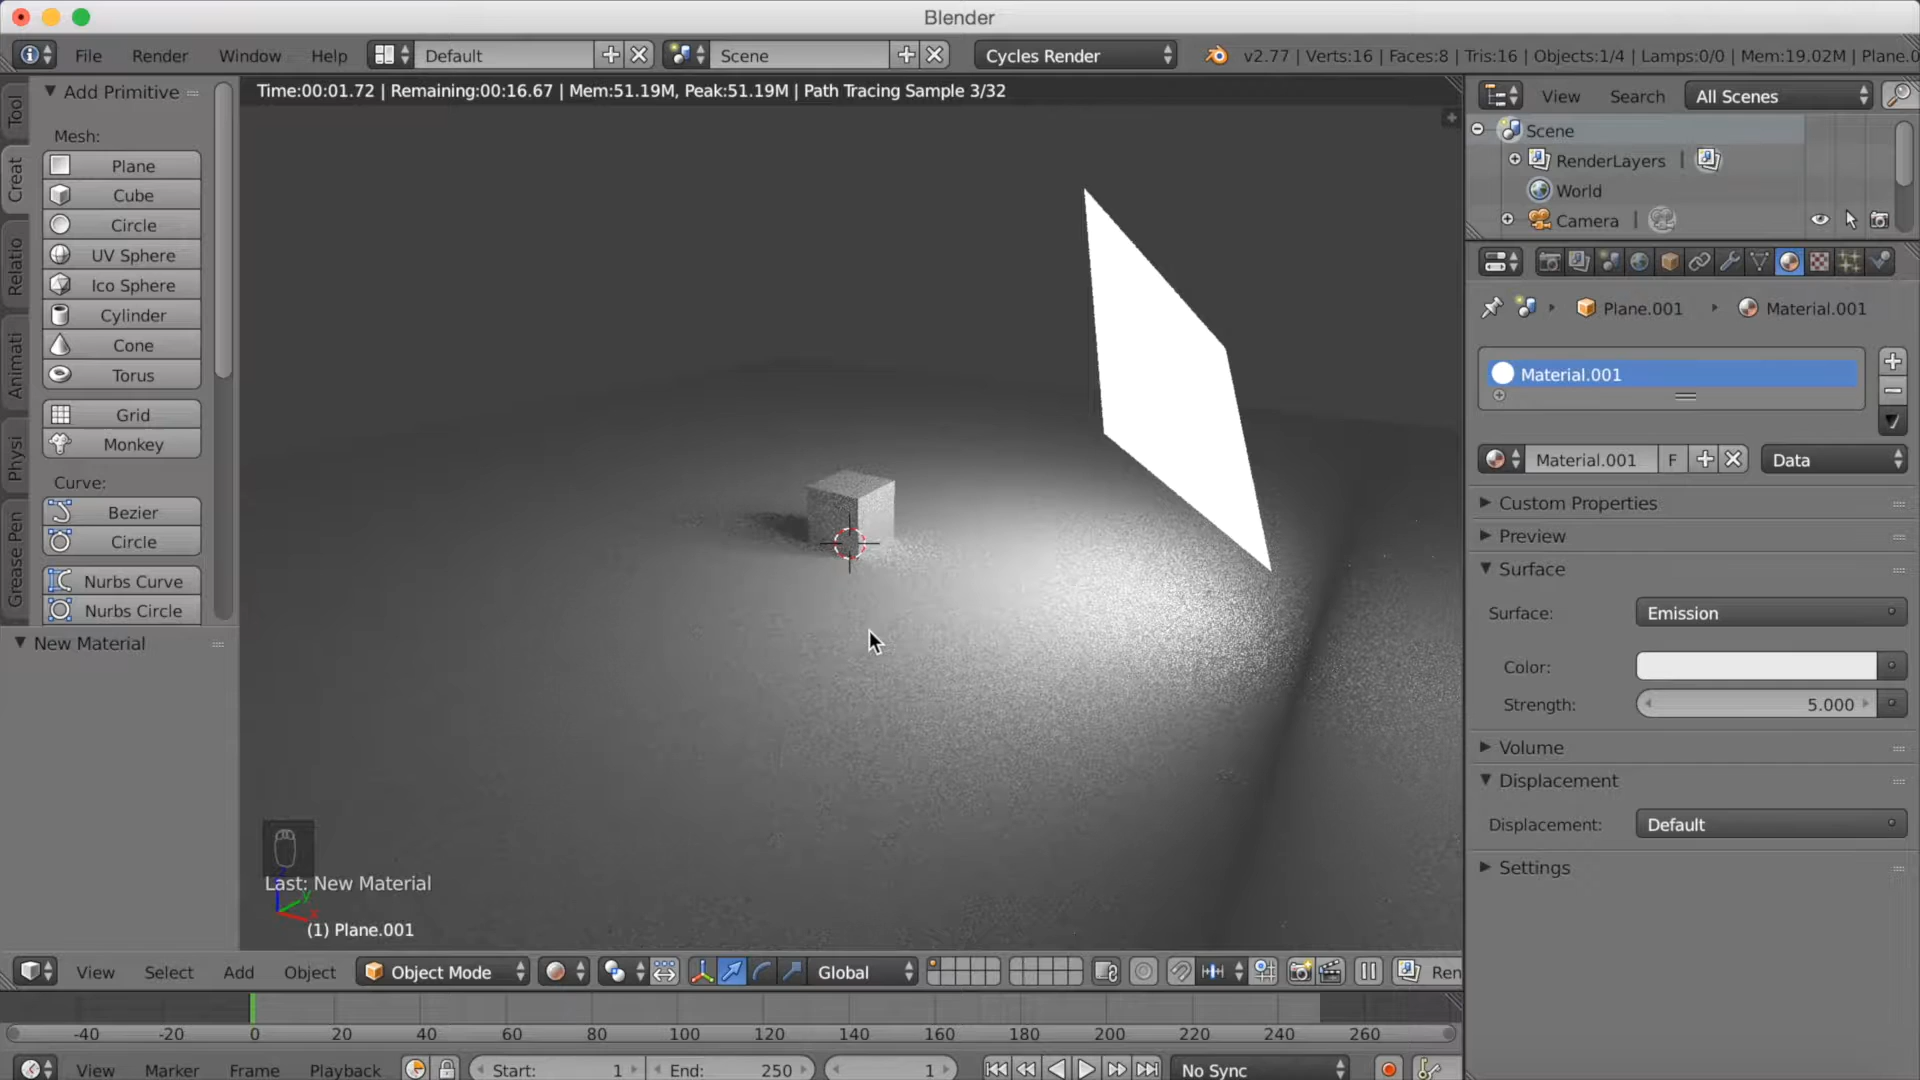 Blender
File Render Window Help Default Scene Cycles Render v2.77 | Verts:16 | Faces:8 | Tris:16 | Objects:1/4 | Lamps:0/0 | Mem:19.02M | Plane.0
Time:00:01.72 | Remaining:00:16.67 | Mem:51.19M, Peak:51.19M | Path Tracing Sample 3/32
Tool
Creat
Relatio
Animati
Physi
Grease Pen
Add Primitive
Mesh:
Plane
Cube
Circle
UV Sphere
Ico Sphere
Cylinder
Cone
Torus
Grid
Monkey
Curve:
Bezier
Circle
Nurbs Curve
Nurbs Circle
New Material
Last: New Material
z
y
x
(1) Plane.001
View Search All Scenes
Scene
RenderLayers |
World
Camera |
Plane.001 Material.001
Material.001
Material.001 F Data
Custom Properties
Preview
Surface
Surface: Emission
Color:
Strength: 5.000
Volume
Displacement
Displacement: Default
Settings
View Select Add Object Object Mode Global Ren
-40 -20 0 20 40 60 80 100 120 140 160 180 200 220 240 260
View Marker Frame Playback Start: 1 End: 250 1 No Sync